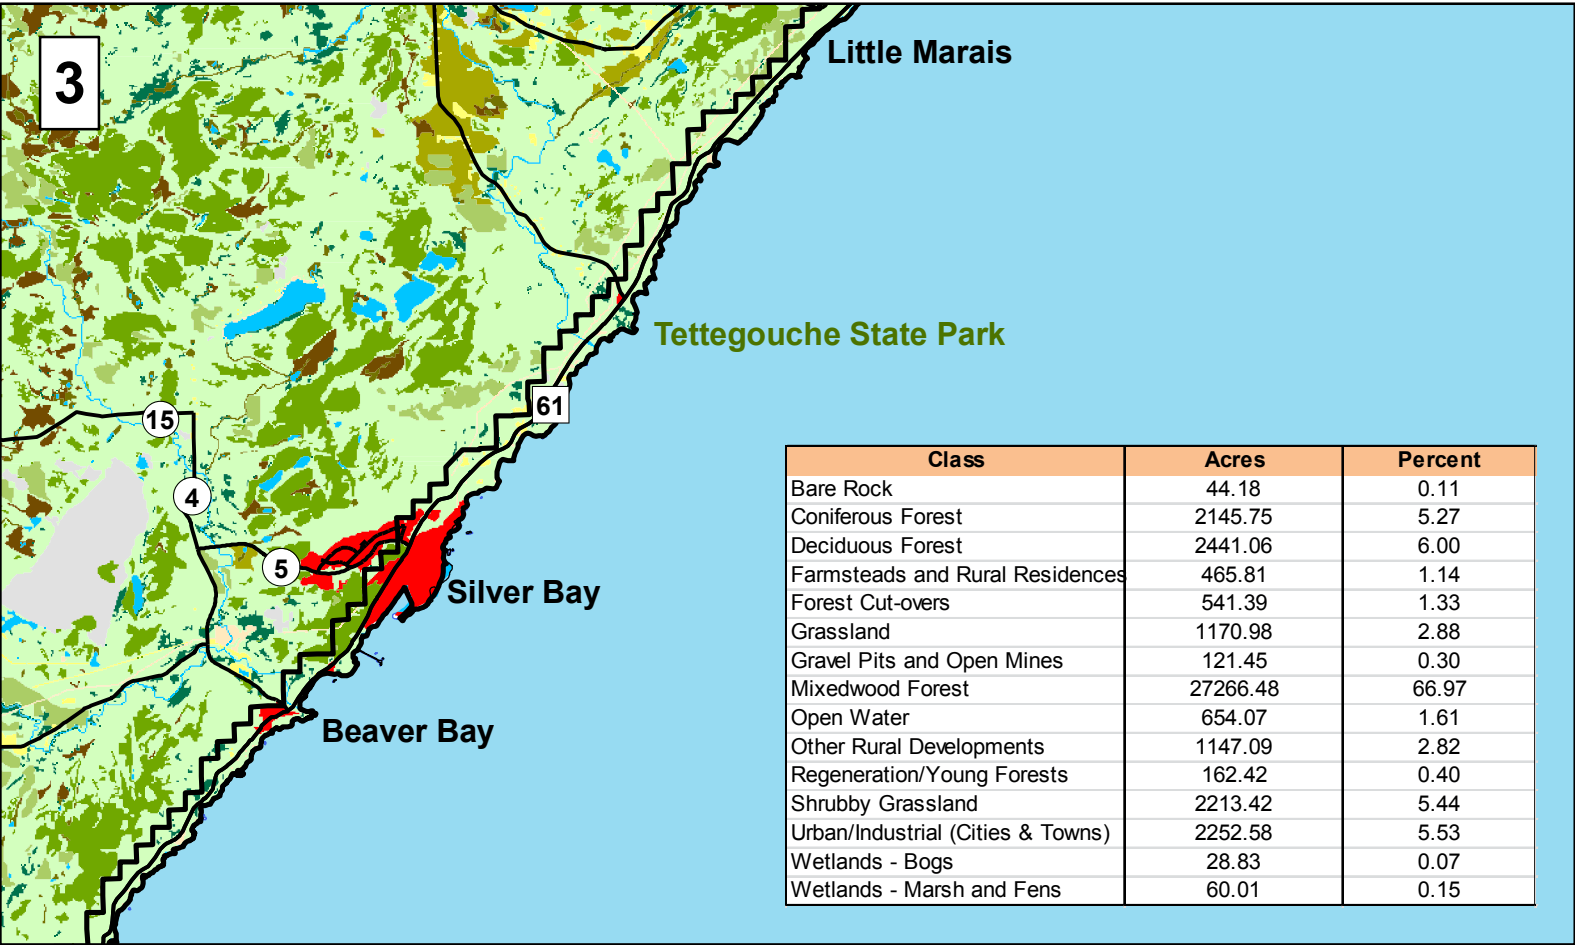 3
Little Marais
Tettegouche State Park
61
15
4
5
Silver Bay
Beaver Bay
Class Acres Percent
Bare Rock 44.18 0.11
Coniferous Forest 2145.75 5.27
Deciduous Forest 2441.06 6.00
Farmsteads and Rural Residences 465.81 1.14
Forest Cut-overs 541.39 1.33
Grassland 1170.98 2.88
Gravel Pits and Open Mines 121.45 0.30
Mixedwood Forest 27266.48 66.97
Open Water 654.07 1.61
Other Rural Developments 1147.09 2.82
Regeneration/Young Forests 162.42 0.40
Shrubby Grassland 2213.42 5.44
Urban/Industrial (Cities & Towns) 2252.58 5.53
Wetlands - Bogs 28.83 0.07
Wetlands - Marsh and Fens 60.01 0.15